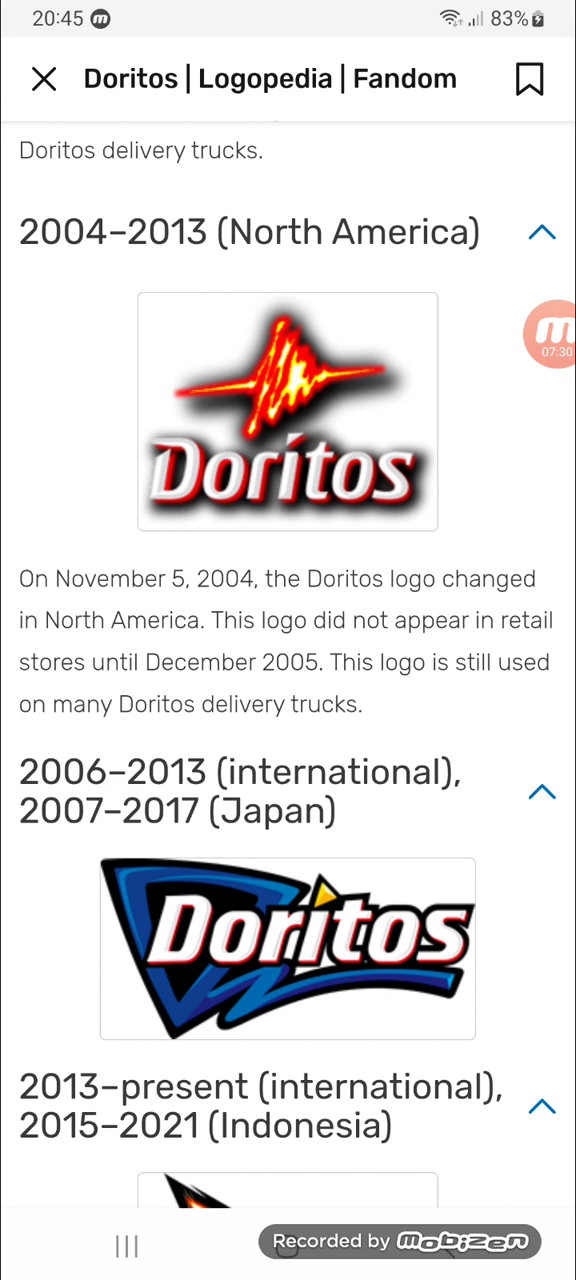 20:45 m 83%
Doritos | Logopedia | Fandom
Doritos delivery trucks.
2004–2013 (North America)
m
07:30
Doritos
On November 5, 2004, the Doritos logo changed
in North America. This logo did not appear in retail
stores until December 2005. This logo is still used
on many Doritos delivery trucks.
2006–2013 (international),
2007–2017 (Japan)
Doritos
2013–present (international),
2015–2021 (Indonesia)
Recorded by mobizen